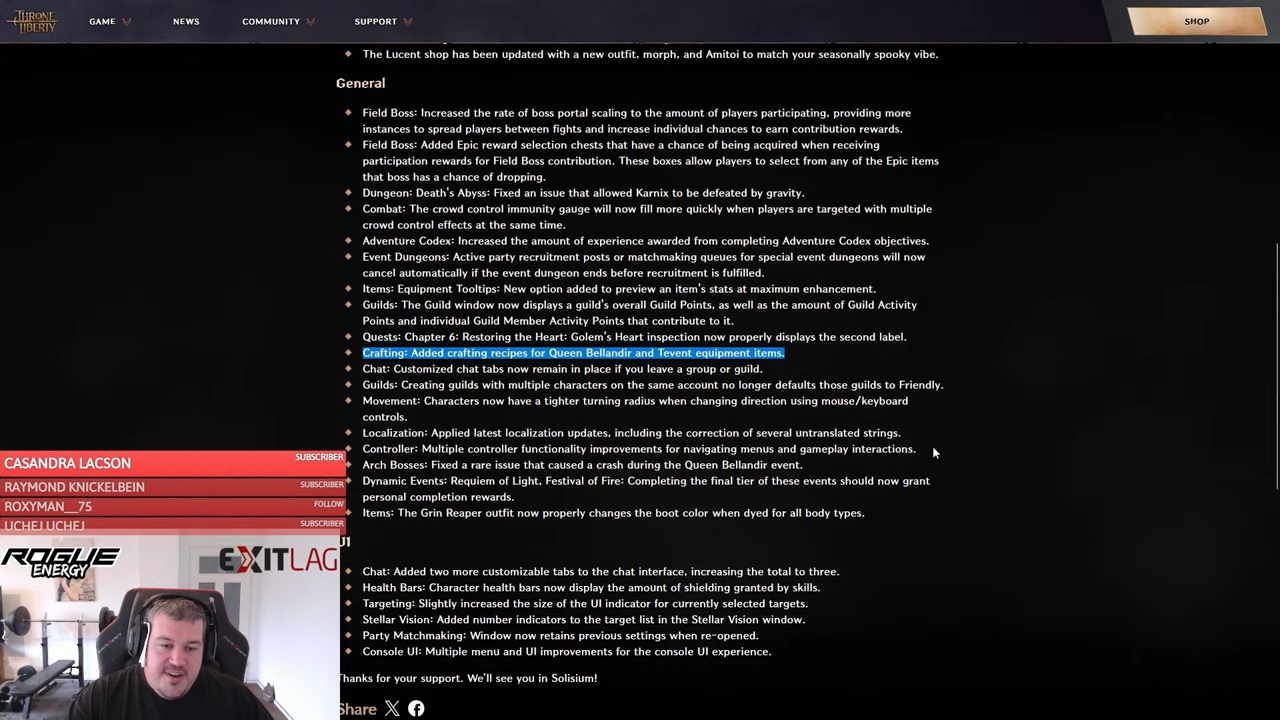 THRONE
AND
LIBERTY
GAME
NEWS
COMMUNITY
SUPPORT
SHOP
The Lucent shop has been updated with a new outfit, morph, and Amitoi to match your seasonally spooky vibe.
General
Field Boss: Increased the rate of boss portal scaling to the amount of players participating, providing more
instances to spread players between fights and increase individual chances to earn contribution rewards.
Field Boss: Added Epic reward selection chests that have a chance of being acquired when receiving
participation rewards for Field Boss contribution. These boxes allow players to select from any of the Epic items
that boss has a chance of dropping.
Dungeon: Death's Abyss: Fixed an issue that allowed Karnix to be defeated by gravity.
Combat: The crowd control immunity gauge will now fill more quickly when players are targeted with multiple
crowd control effects at the same time.
Adventure Codex: Increased the amount of experience awarded from completing Adventure Codex objectives.
Event Dungeons: Active party recruitment posts or matchmaking queues for special event dungeons will now
cancel automatically if the event dungeon ends before recruitment is fulfilled.
Items: Equipment Tooltips: New option added to preview an item's stats at maximum enhancement.
Guilds: The Guild window now displays a guild's overall Guild Points, as well as the amount of Guild Activity
Points and individual Guild Member Activity Points that contribute to it.
Quests: Chapter 6: Restoring the Heart: Golem's Heart inspection now properly displays the second label.
Crafting: Added crafting recipes for Queen Bellandir and Tevent equipment items.
Chat: Customized chat tabs now remain in place if you leave a group or guild.
Guilds: Creating guilds with multiple characters on the same account no longer defaults those guilds to Friendly.
Movement: Characters now have a tighter turning radius when changing direction using mouse/keyboard
controls.
Localization: Applied latest localization updates, including the correction of several untranslated strings.
Controller: Multiple controller functionality improvements for navigating menus and gameplay interactions.
Arch Bosses: Fixed a rare issue that caused a crash during the Queen Bellandir event.
Dynamic Events: Requiem of Light, Festival of Fire: Completing the final tier of these events should now grant
personal completion rewards.
Items: The Grin Reaper outfit now properly changes the boot color when dyed for all body types.
CASANDRA LACSON SUBSCRIBER
RAYMOND KNICKELBEIN SUBSCRIBER
ROXYMAN__75 FOLLOW
UCHEJ UCHEJ SUBSCRIBER
ROGUE
ENERGY
EXITLAG
UI
Chat: Added two more customizable tabs to the chat interface, increasing the total to three.
Health Bars: Character health bars now display the amount of shielding granted by skills.
Targeting: Slightly increased the size of the UI indicator for currently selected targets.
Stellar Vision: Added number indicators to the target list in the Stellar Vision window.
Party Matchmaking: Window now retains previous settings when re-opened.
Console UI: Multiple menu and UI improvements for the console UI experience.
Thanks for your support. We'll see you in Solisium!
Share